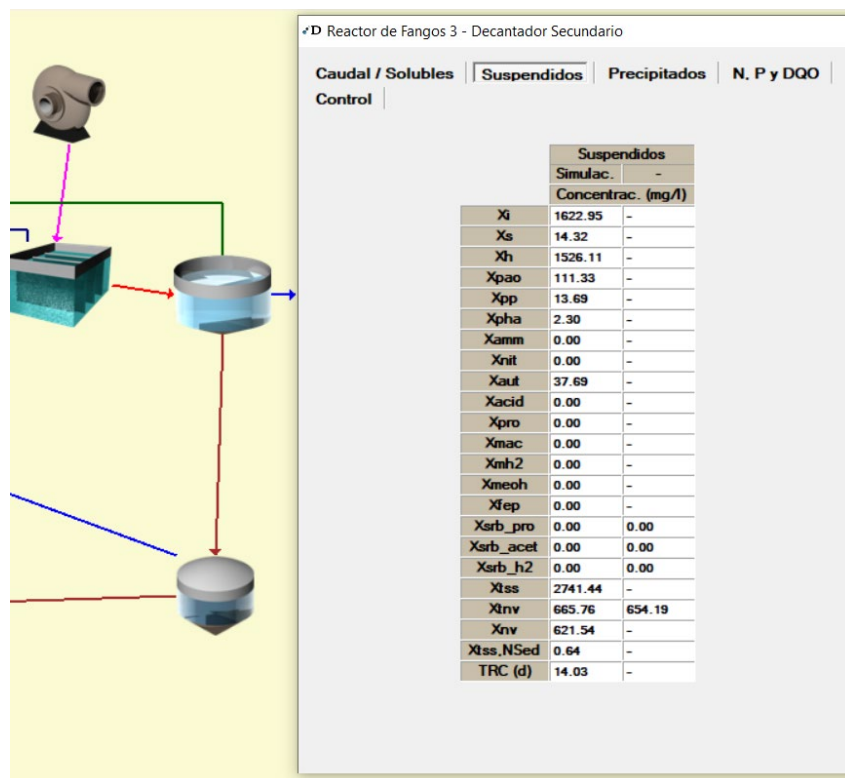 D Reactor de Fangos 3 - Decantador Secundario
Caudal / Solubles Suspendidos Precipitados N, P y DQO
Control
Suspendidos
Simulac. -
Concentrac. (mg/l)
Xi 1622.95 -
Xs 14.32 -
Xh 1526.11 -
Xpao 111.33 -
Xpp 13.69 -
Xpha 2.30 -
Xamm 0.00 -
Xnit 0.00 -
Xaut 37.69 -
Xacid 0.00 -
Xpro 0.00 -
Xmac 0.00 -
Xmh2 0.00 -
Xmeoh 0.00 -
Xfep 0.00 -
Xsrb_pro 0.00 0.00
Xsrb_acet 0.00 0.00
Xsrb_h2 0.00 0.00
Xtss 2741.44 -
Xtnv 665.76 654.19
Xnv 621.54 -
Xtss,NSed 0.64 -
TRC (d) 14.03 -